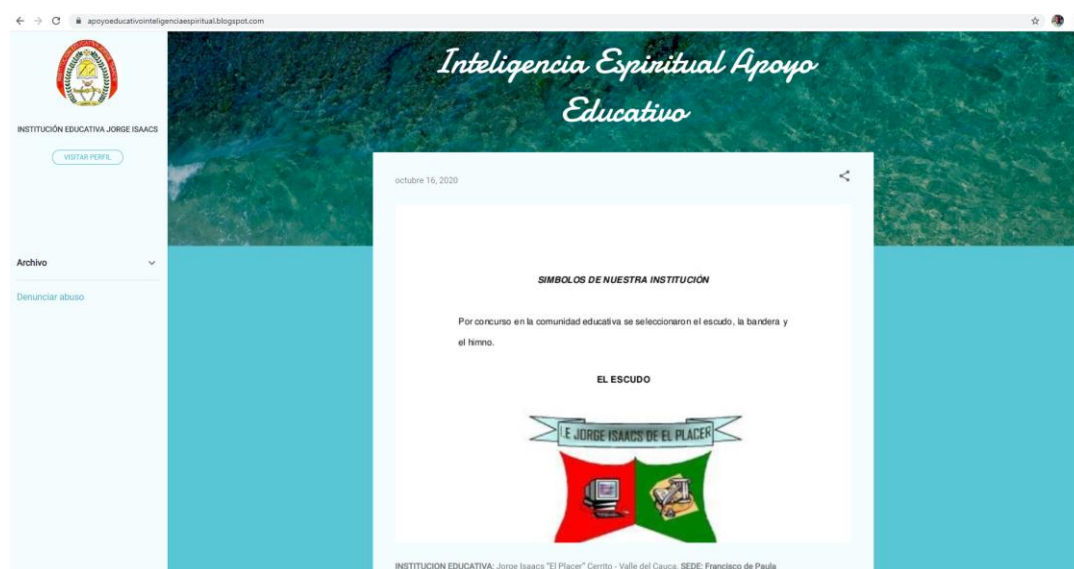 apoyoeducativointeligenciaespiritual.blogspot.com
INSTITUCIÓN EDUCATIVA JORGE ISAACS
VISITAR PERFIL
Archivo
Denunciar abuso
Inteligencia Espiritual Apoyo
Educativo
octubre 16, 2020
SIMBOLOS DE NUESTRA INSTITUCIÓN
Por concurso en la comunidad educativa se seleccionaron el escudo, la bandera y
el himno.
EL ESCUDO
I.E JORGE ISAACS DE EL PLACER
INSTITUCION EDUCATIVA: Jorge Isaacs "El Placer" Cerrito - Valle del Cauca. SEDE: Francisco de Paula